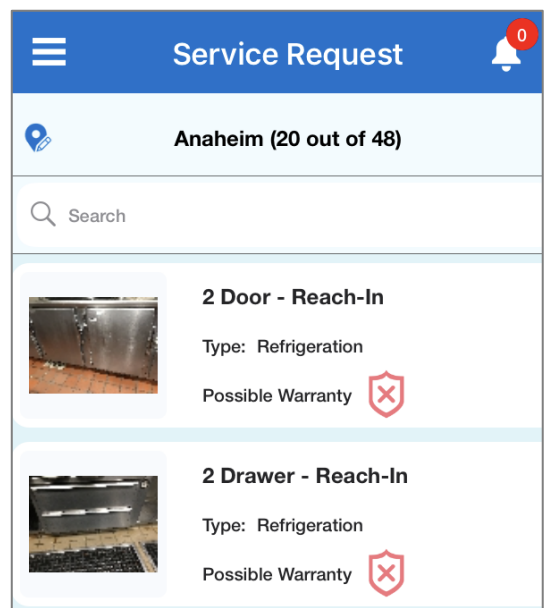 Service Request
0
Anaheim (20 out of 48)
Search
2 Door - Reach-In
Type: Refrigeration
Possible Warranty
2 Drawer - Reach-In
Type: Refrigeration
Possible Warranty